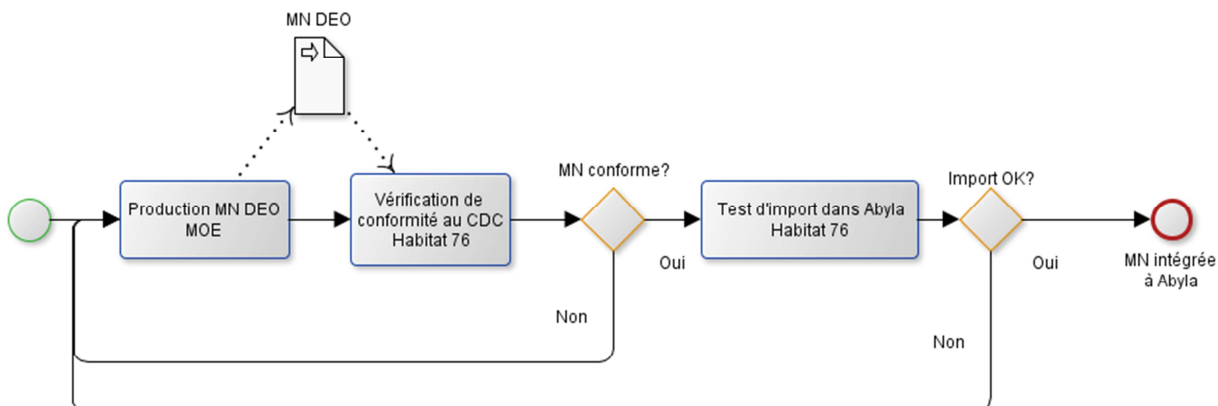 MN DEO
Production MN DEO
MOE
Vérification de
conformité au CDC
Habitat 76
MN conforme?
Oui
Non
Test d'import dans Abyla
Habitat 76
Import OK?
Oui
Non
MN intégrée
à Abyla